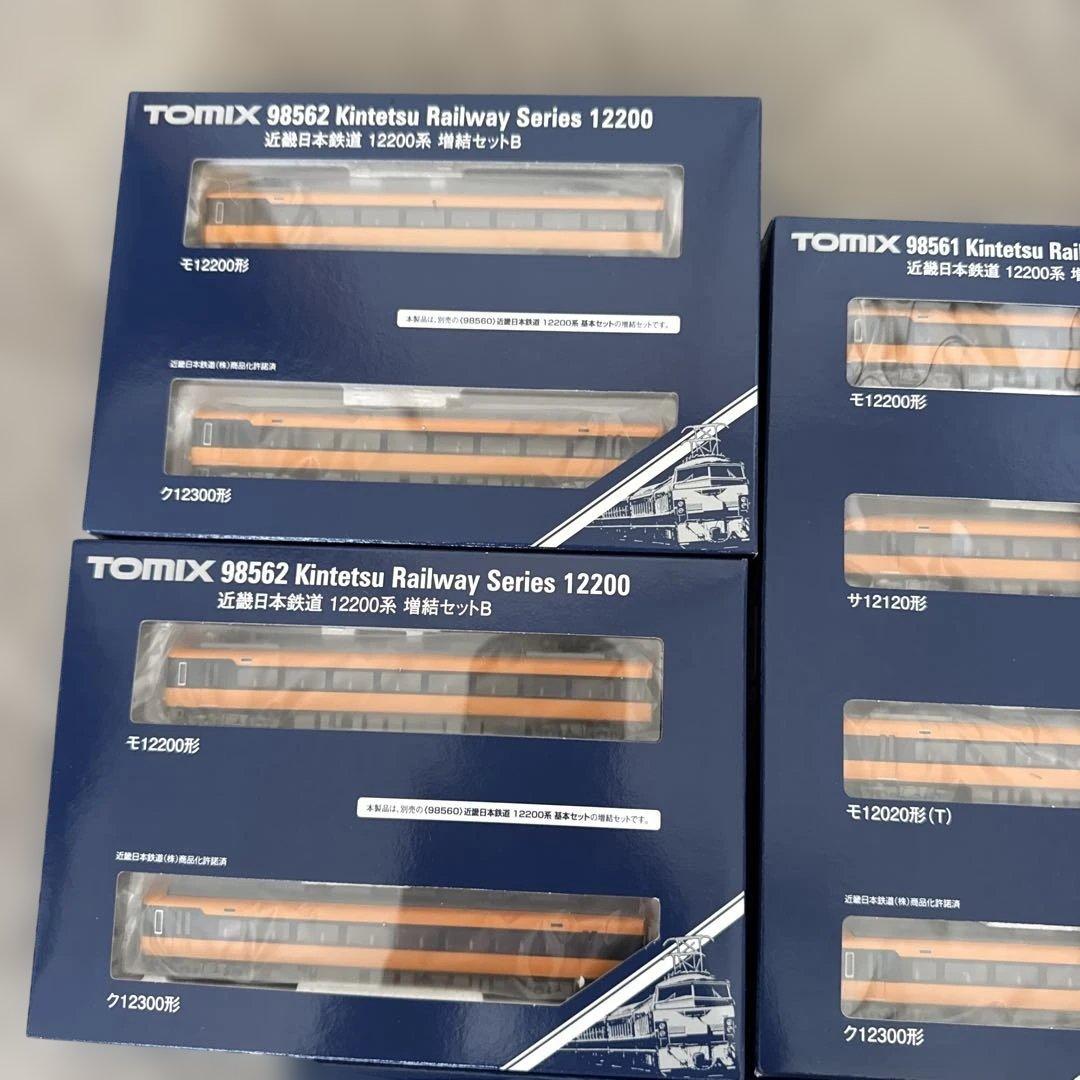 TOMIX 98562 Kintetsu Railway Series 12200
近畿日本鉄道 12200系 増結セットB
モ12200形
本製品は、別売の〈98560〉近畿日本鉄道 12200系 基本セットの増結セットです。
近畿日本鉄道(株)商品化許諾済
ク12300形
TOMIX 98562 Kintetsu Railway Series 12200
近畿日本鉄道 12200系 増結セットB
モ12200形
本製品は、別売の〈98560〉近畿日本鉄道 12200系 基本セットの増結セットです。
近畿日本鉄道(株)商品化許諾済
ク12300形
TOMIX 98561 Kintetsu Rail
近畿日本鉄道 12200系 増
モ12200形
サ12120形
モ12020形(T)
近畿日本鉄道(株)商品化許諾済
ク12300形